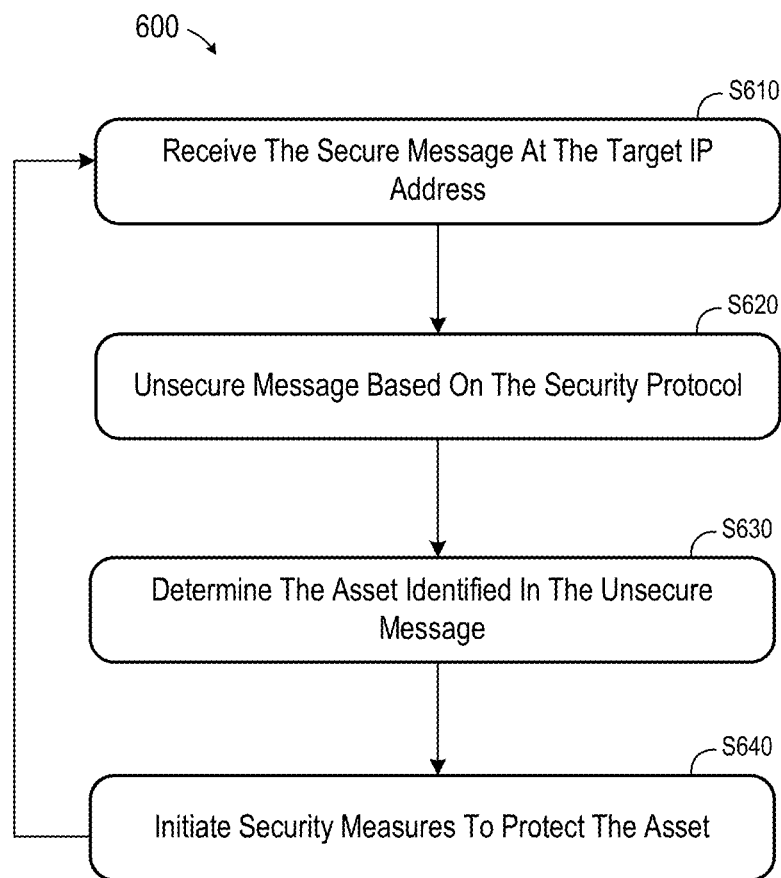 600
S610
Receive The Secure Message At The Target IP
Address
S620
Unsecure Message Based On The Security Protocol
S630
Determine The Asset Identified In The Unsecure
Message
S640
Initiate Security Measures To Protect The Asset